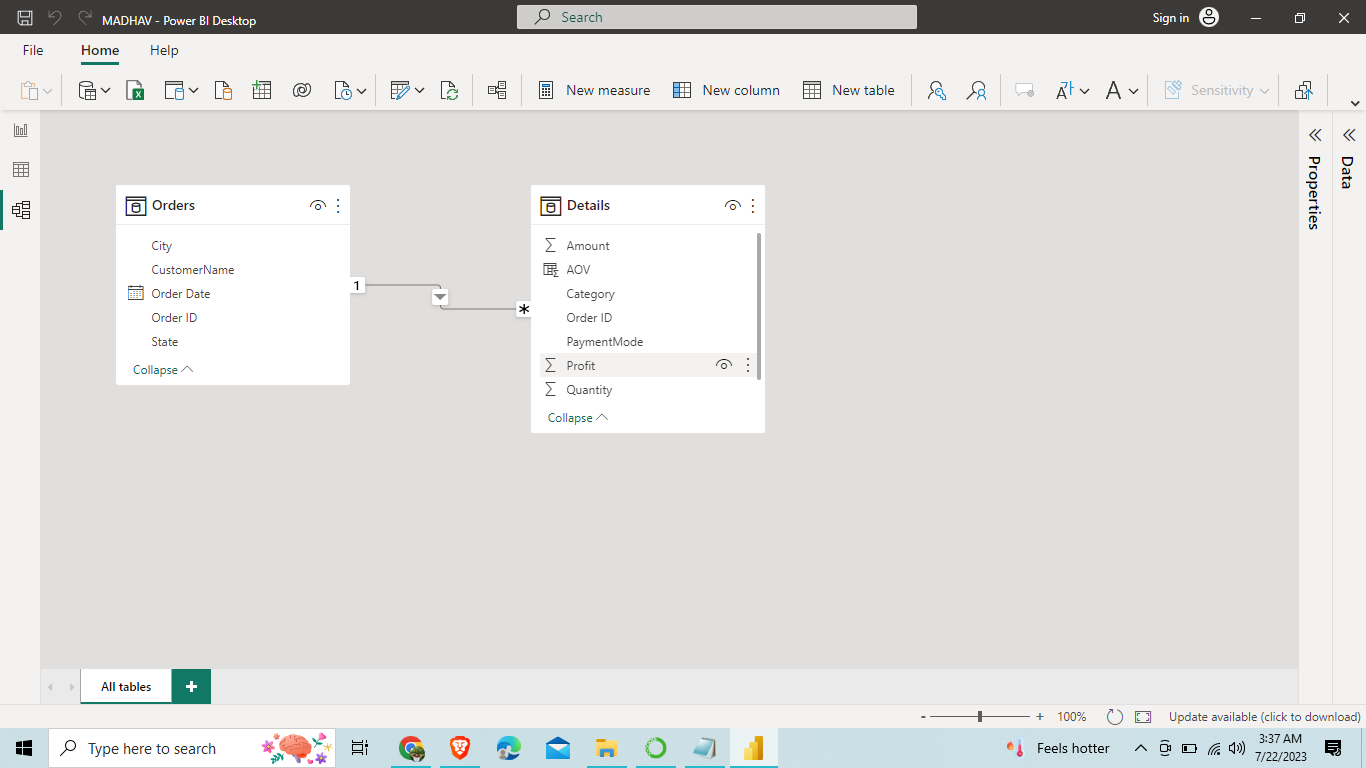 MADHAV - Power BI Desktop
Search
Sign in
File
Home
Help
New measure
New column
New table
Sensitivity
Orders
City
CustomerName
Order Date
Order ID
State
Collapse
1
*
Details
Amount
AOV
Category
Order ID
PaymentMode
Profit
Quantity
Collapse
Properties
Data
All tables
+
- + 100%
Update available (click to download)
Type here to search
Feels hotter
3:37 AM
7/22/2023